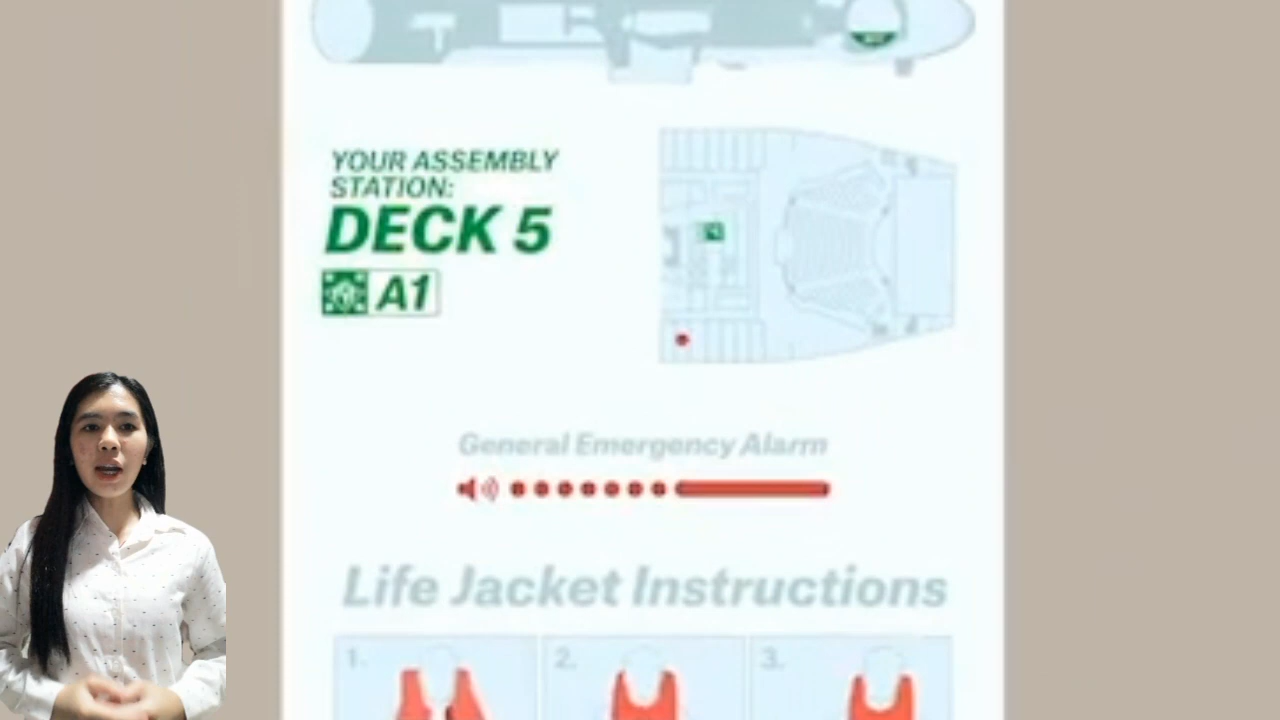 YOUR ASSEMBLY
STATION:
DECK 5
A1
General Emergency Alarm
Life Jacket Instructions
1.
2.
3.